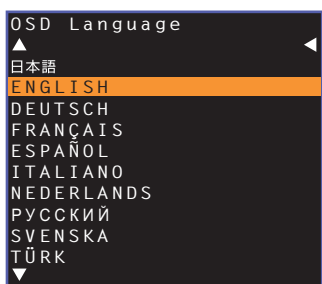 OSD Language
▲ ◀
日本語
ENGLISH
DEUTSCH
FRANÇAIS
ESPAÑOL
ITALIANO
NEDERLANDS
РУССКИЙ
SVENSKA
TÜRK
▼